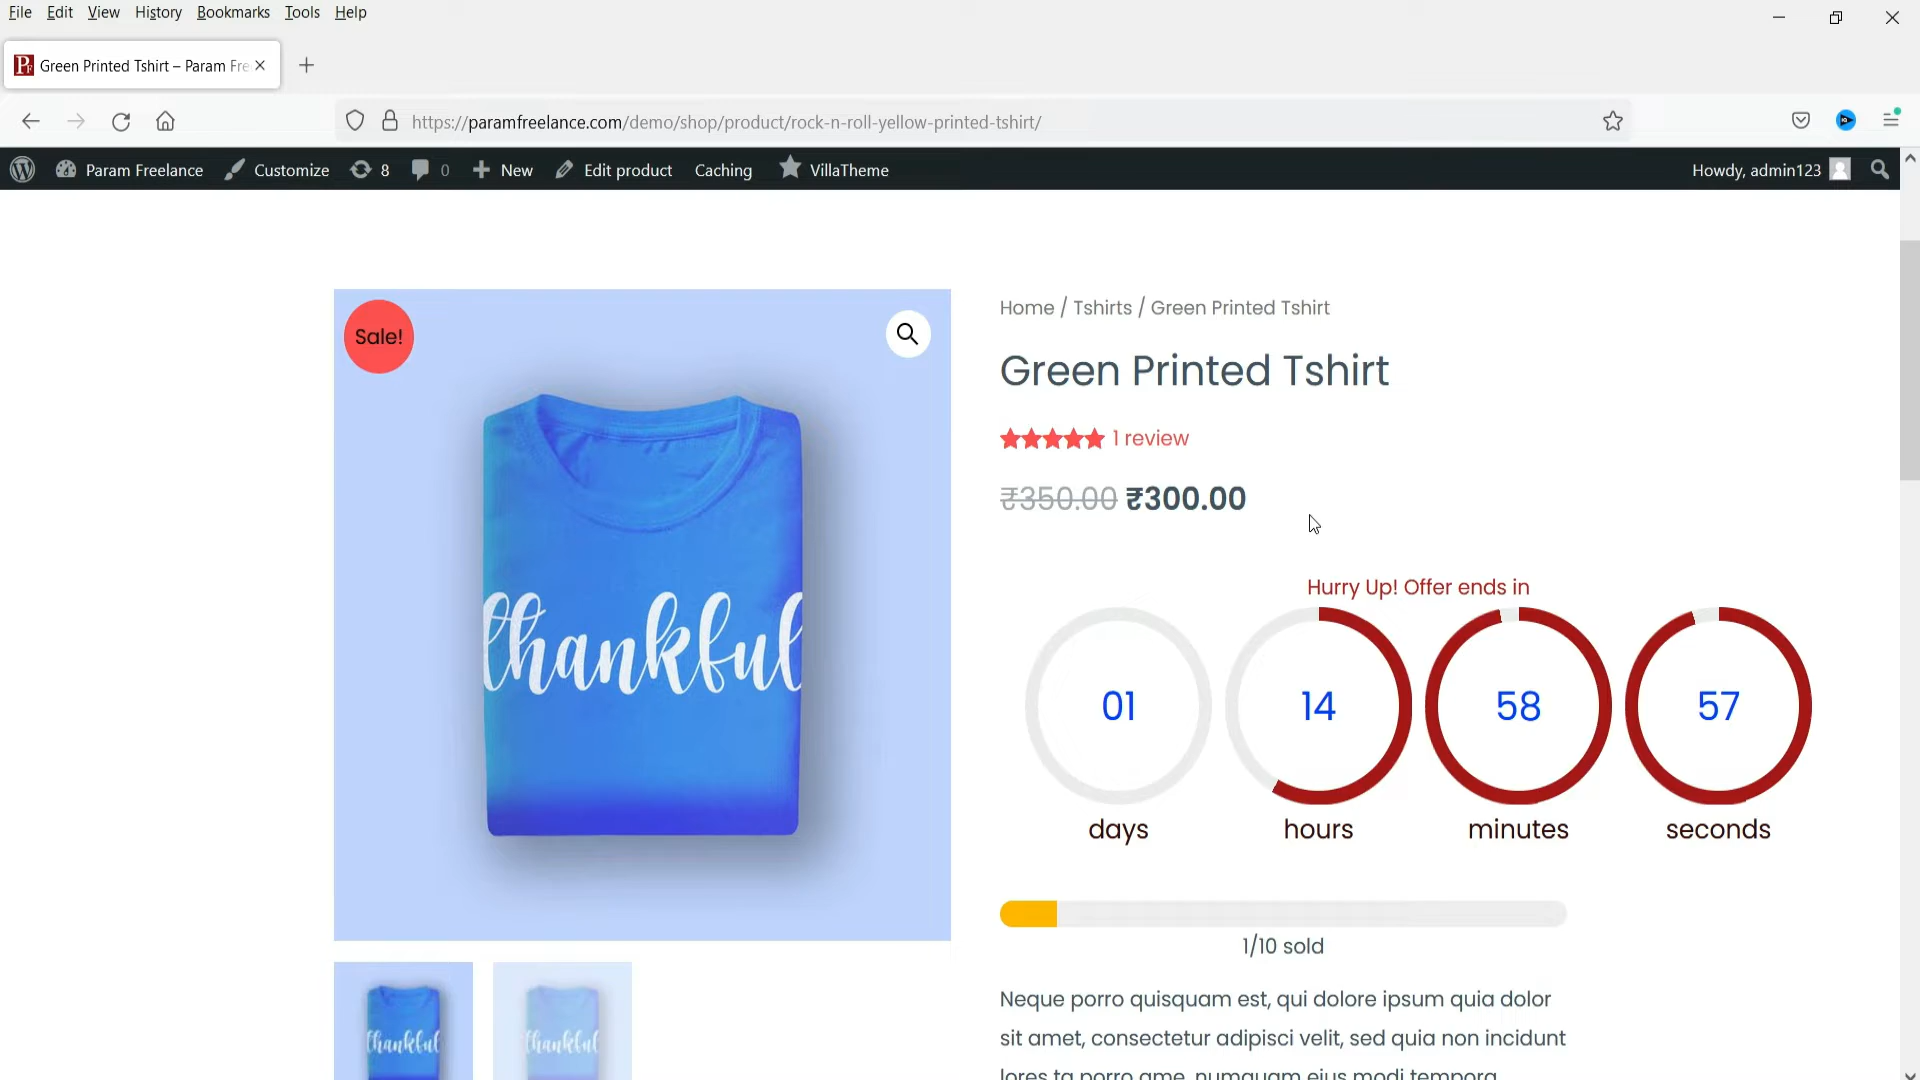 File Edit View History Bookmarks Tools Help
Green Printed Tshirt – Param Fre
https://paramfreelance.com/demo/shop/product/rock-n-roll-yellow-printed-tshirt/
Param Freelance Customize 8 0 New Edit product Caching VillaTheme Howdy, admin123
Sale!
thankful
thankful
thankful
Home / Tshirts / Green Printed Tshirt
Green Printed Tshirt
1 review
₹350.00 ₹300.00
Hurry Up! Offer ends in
01 14 58 57
days hours minutes seconds
1/10 sold
Neque porro quisquam est, qui dolore ipsum quia dolor
sit amet, consectetur adipisci velit, sed quia non incidunt
lores ta porro ame, numquam eius modi tempora